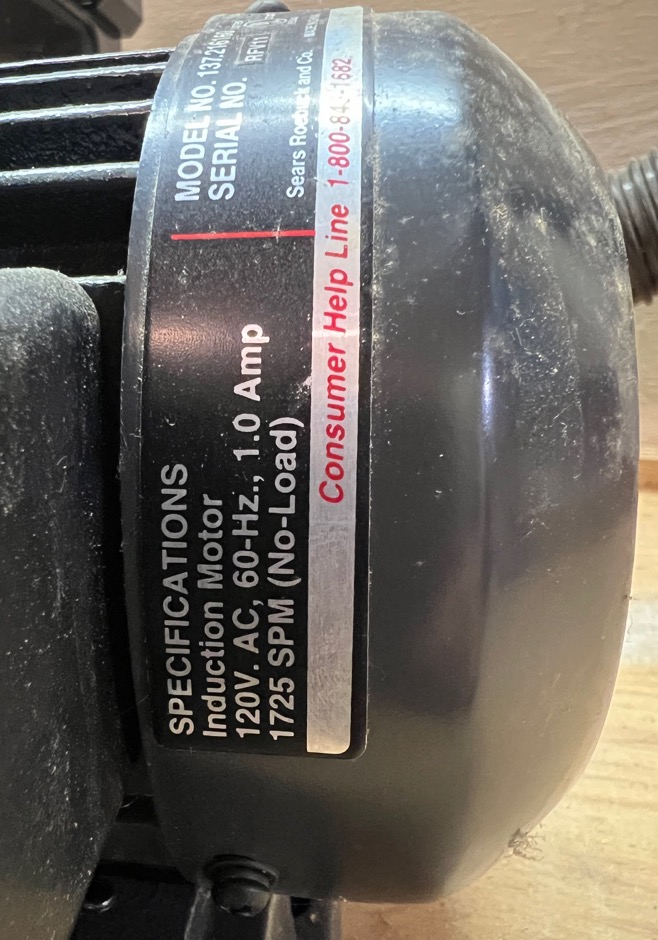 SPECIFICATIONS
Induction Motor
120V. AC, 60-Hz., 1.0 Amp
1725 SPM (No-Load)
MODEL NO.
SERIAL NO.
Sears Roebuck and Co.
Consumer Help Line